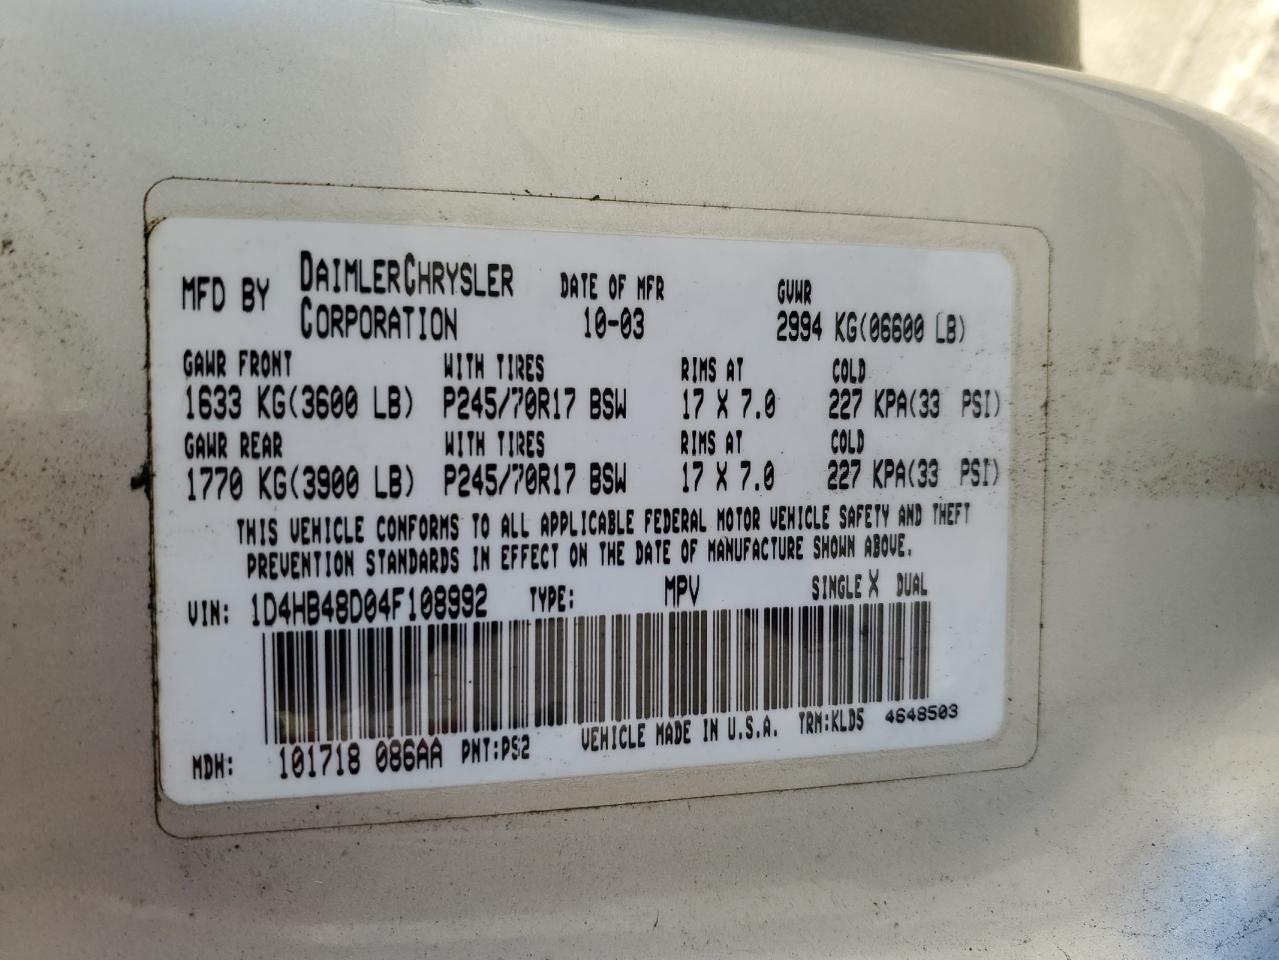 MFD BY DAIMLERCHRYSLER CORPORATION DATE OF MFR 10-03 GVWR 2994 KG(06600 LB)
GAWR FRONT WITH TIRES RIMS AT COLD
1633 KG(3600 LB) P245/70R17 BSW 17 X 7.0 227 KPA(33 PSI)
GAWR REAR WITH TIRES RIMS AT COLD
1770 KG(3900 LB) P245/70R17 BSW 17 X 7.0 227 KPA(33 PSI)
THIS VEHICLE CONFORMS TO ALL APPLICABLE FEDERAL MOTOR VEHICLE SAFETY AND THEFT
PREVENTION STANDARDS IN EFFECT ON THE DATE OF MANUFACTURE SHOWN ABOVE.
VIN: 1D4HB48D04F108992 TYPE: MPV SINGLE X DUAL
MDH: 101718 086AA PNT:PS2 VEHICLE MADE IN U.S.A. TRM:KLD5 4648503